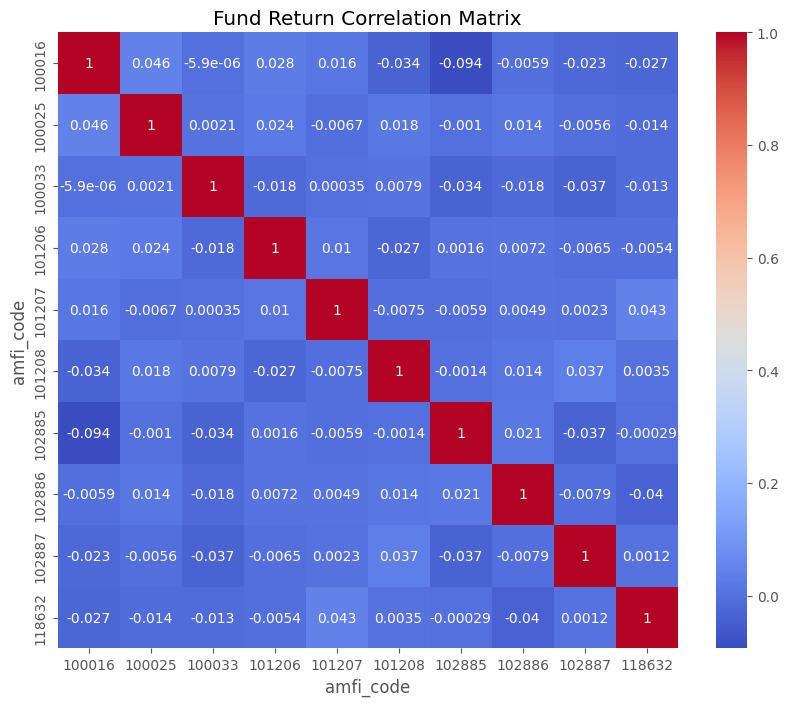 Fund Return Correlation Matrix
amfi_code
100016 1 0.046 -5.9e-06 0.028 0.016 -0.034 -0.094 -0.0059 -0.023 -0.027
100025 0.046 1 0.0021 0.024 -0.0067 0.018 -0.001 0.014 -0.0056 -0.014
100033 -5.9e-06 0.0021 1 -0.018 0.00035 0.0079 -0.034 -0.018 -0.037 -0.013
101206 0.028 0.024 -0.018 1 0.01 -0.027 0.0016 0.0072 -0.0065 -0.0054
101207 0.016 -0.0067 0.00035 0.01 1 -0.0075 -0.0059 0.0049 0.0023 0.043
101208 -0.034 0.018 0.0079 -0.027 -0.0075 1 -0.0014 0.014 0.037 0.0035
102885 -0.094 -0.001 -0.034 0.0016 -0.0059 -0.0014 1 0.021 -0.037 -0.00029
102886 -0.0059 0.014 -0.018 0.0072 0.0049 0.014 0.021 1 -0.0079 -0.04
102887 -0.023 -0.0056 -0.037 -0.0065 0.0023 0.037 -0.037 -0.0079 1 0.0012
118632 -0.027 -0.014 -0.013 -0.0054 0.043 0.0035 -0.00029 -0.04 0.0012 1
100016 100025 100033 101206 101207 101208 102885 102886 102887 118632
amfi_code
1.0
0.8
0.6
0.4
0.2
0.0